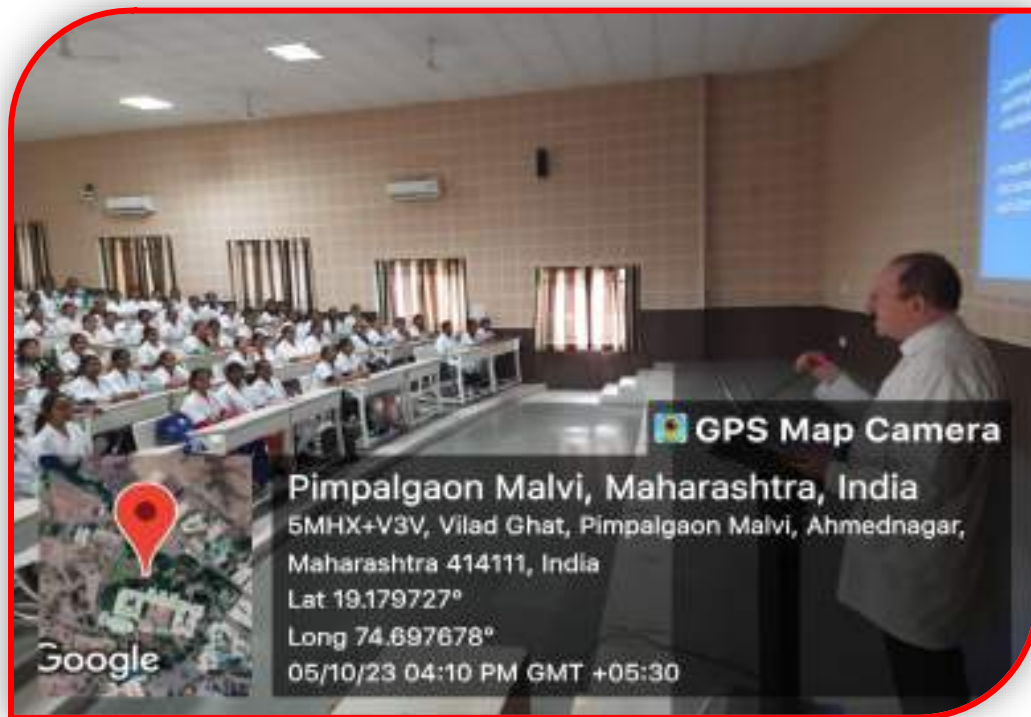 GPS Map Camera
Pimpalgaon Malvi, Maharashtra, India
5MHX+V3V, Vilad Ghat, Pimpalgaon Malvi, Ahmednagar,
Maharashtra 414111, India
Lat 19.179727°
Long 74.697678°
05/10/23 04:10 PM GMT +05:30
Google